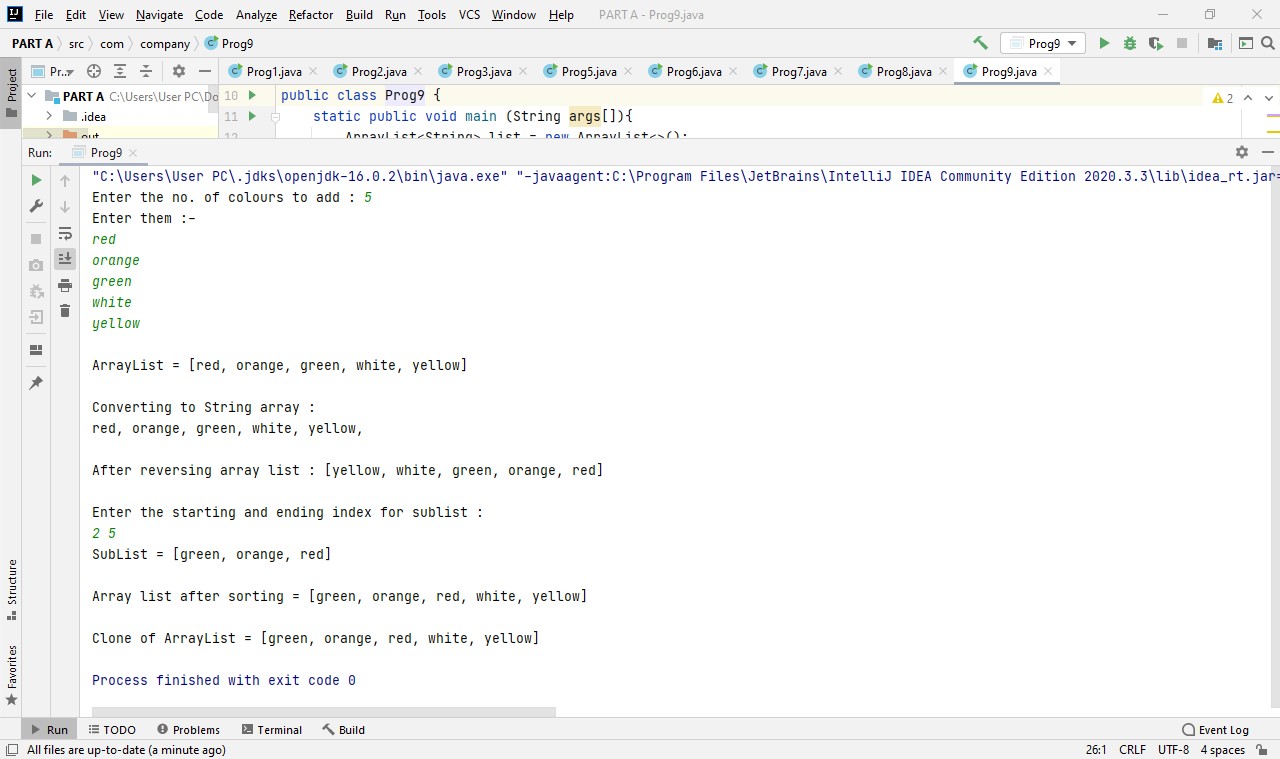 File Edit View Navigate Code Analyze Refactor Build Run Tools VCS Window Help PART A - Prog9.java
PART A src com company Prog9 Prog9
Pr... Prog1.java Prog2.java Prog3.java Prog5.java Prog6.java Prog7.java Prog8.java Prog9.java
Project
PART A C:\Users\User PC\Do
.idea
out
10 public class Prog9 {
11 static public void main (String args[]){
12 ArrayList<String> list = new ArrayList<>();
2
Run: Prog9
"C:\Users\User PC\.jdks\openjdk-16.0.2\bin\java.exe" "-javaagent:C:\Program Files\JetBrains\IntelliJ IDEA Community Edition 2020.3.3\lib\idea_rt.jar=
Enter the no. of colours to add : 5
Enter them :-
red
orange
green
white
yellow
ArrayList = [red, orange, green, white, yellow]
Converting to String array :
red, orange, green, white, yellow,
After reversing array list : [yellow, white, green, orange, red]
Enter the starting and ending index for sublist :
2 5
SubList = [green, orange, red]
Array list after sorting = [green, orange, red, white, yellow]
Clone of ArrayList = [green, orange, red, white, yellow]
Process finished with exit code 0
Structure
Favorites
Run TODO Problems Terminal Build Event Log
All files are up-to-date (a minute ago) 26:1 CRLF UTF-8 4 spaces